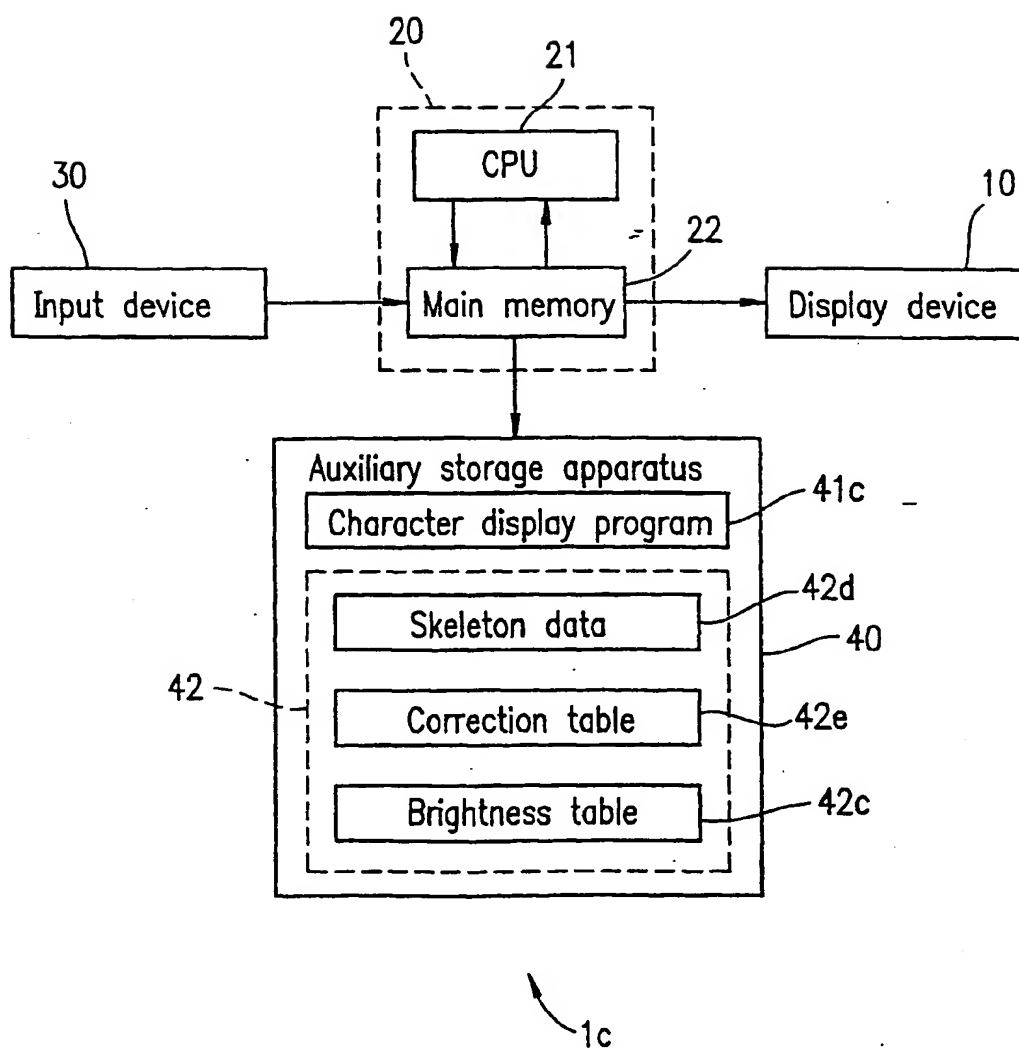 20
21
CPU
30
10
22
Input device
Main memory
Display device
Auxiliary storage apparatus
41c
Character display program
42d
Skeleton data
40
42
Correction table
42e
Brightness table
42c
1c